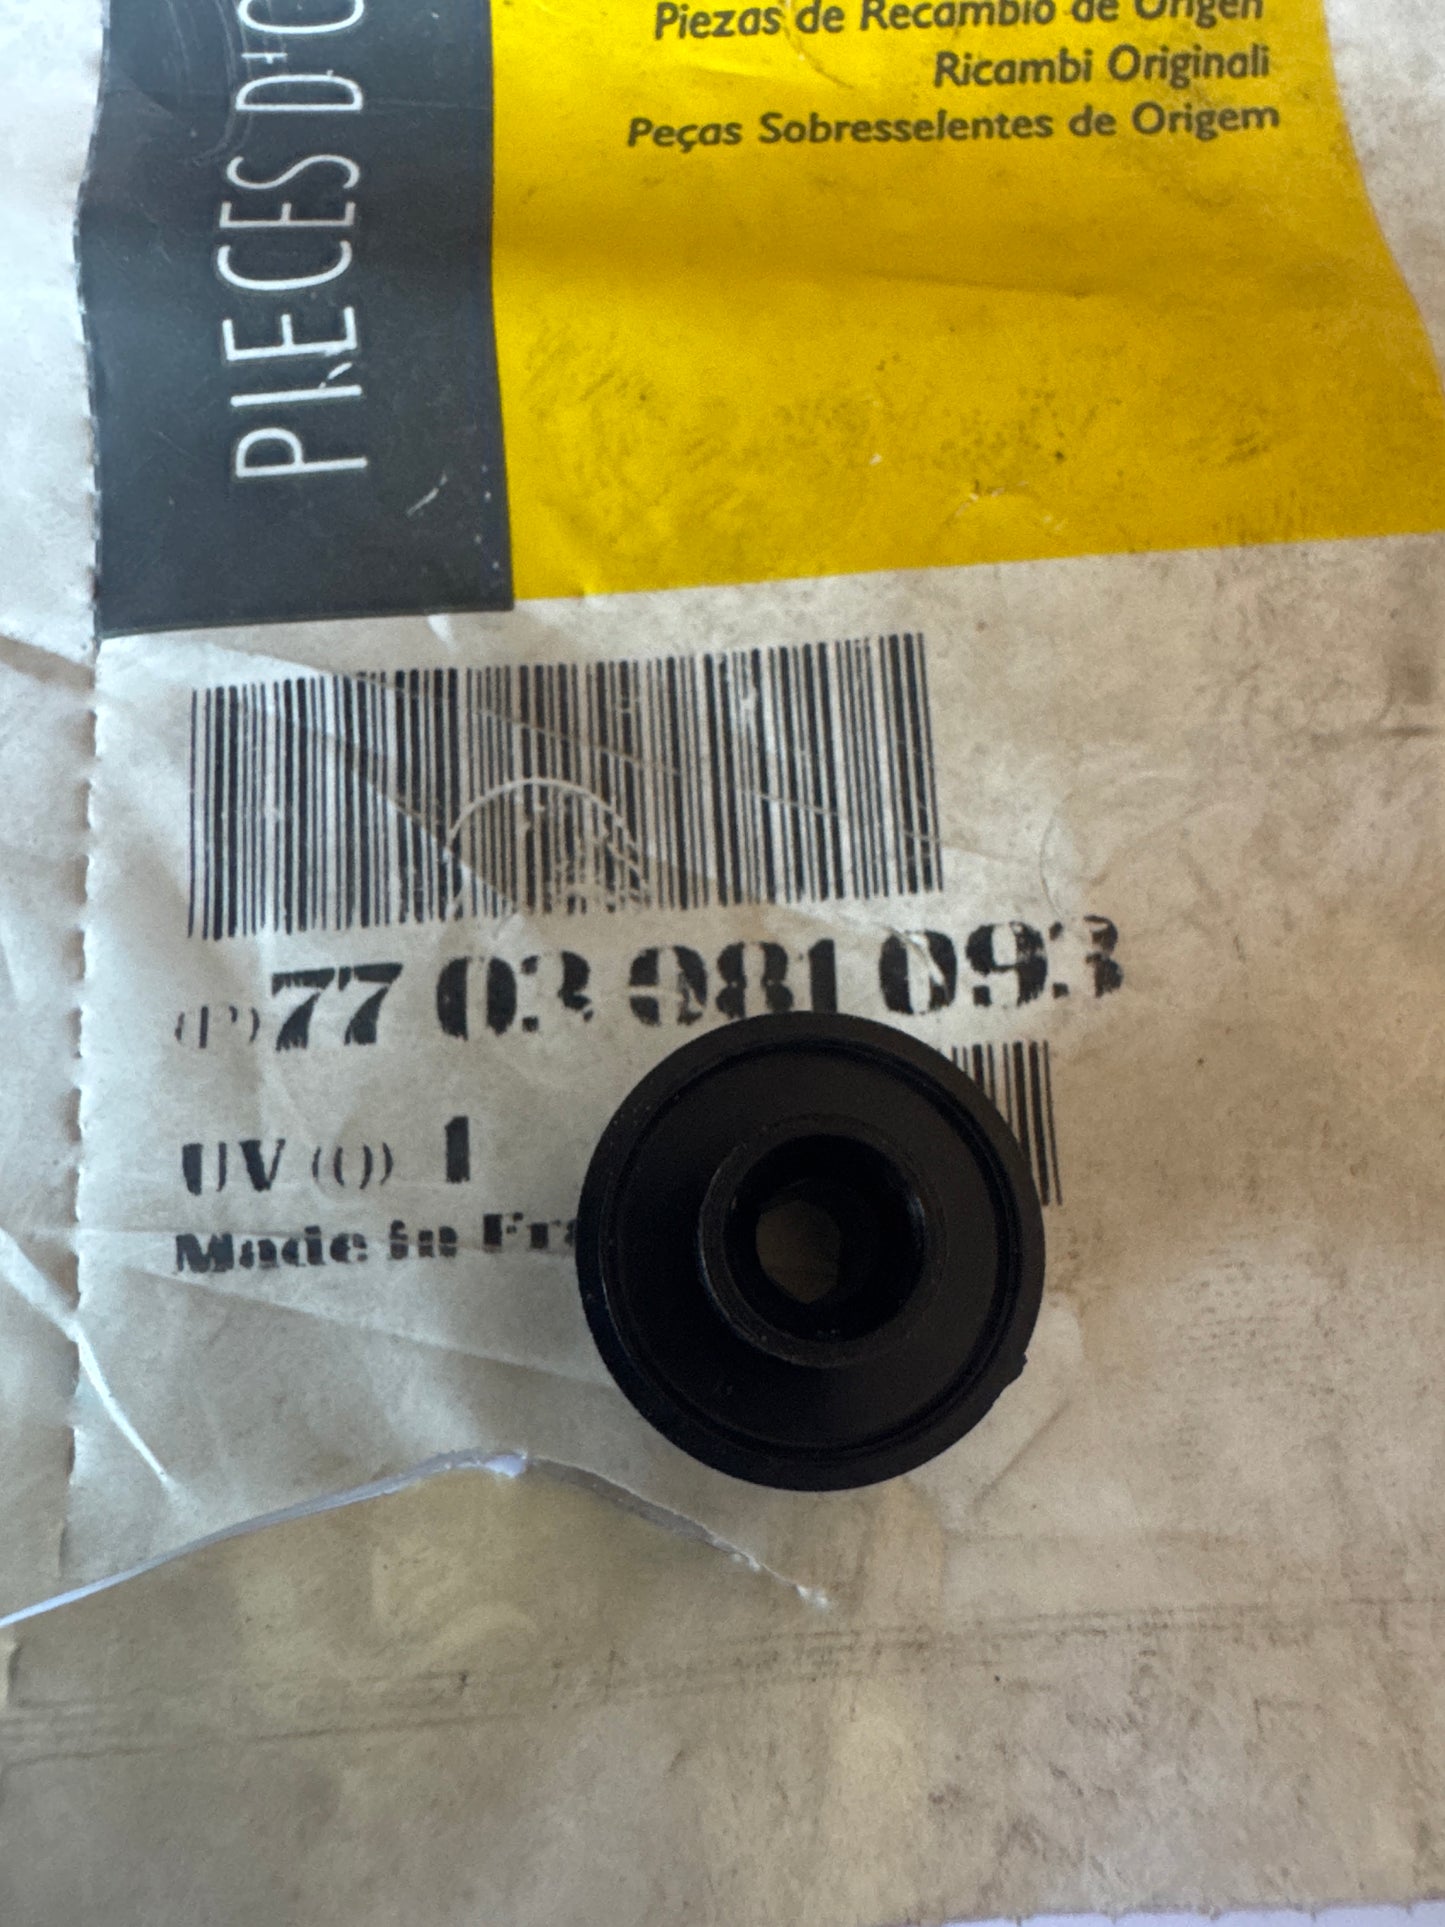 PIECES D'O
Piezas de Recambio de Origen
Ricambi Originali
Peças Sobresselentes de Origem
(P) 77 03 081 093
UV (Q) 1
Made in Fra